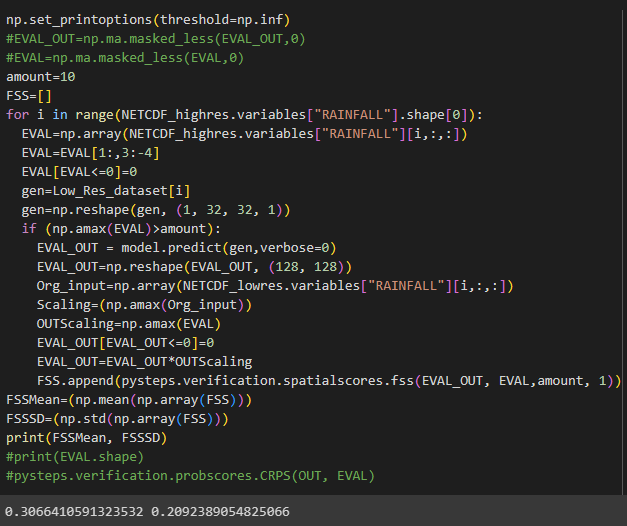 np.set_printoptions(threshold=np.inf)
#EVAL_OUT=np.ma.masked_less(EVAL_OUT,0)
#EVAL=np.ma.masked_less(EVAL,0)
amount=10
FSS=[]
for i in range(NETCDF_highres.variables["RAINFALL"].shape[0]):
  EVAL=np.array(NETCDF_highres.variables["RAINFALL"][i,:,:])
  EVAL=EVAL[1:,3:-4]
  EVAL[EVAL<=0]=0
  gen=Low_Res_dataset[i]
  gen=np.reshape(gen, (1, 32, 32, 1))
  if (np.amax(EVAL)>amount):
    EVAL_OUT = model.predict(gen,verbose=0)
    EVAL_OUT=np.reshape(EVAL_OUT, (128, 128))
    Org_input=np.array(NETCDF_lowres.variables["RAINFALL"][i,:,:])
    Scaling=(np.amax(Org_input))
    OUTScaling=np.amax(EVAL)
    EVAL_OUT[EVAL_OUT<=0]=0
    EVAL_OUT=EVAL_OUT*OUTScaling
    FSS.append(pysteps.verification.spatialscores.fss(EVAL_OUT, EVAL,amount, 1))
FSSMean=(np.mean(np.array(FSS)))
FSSSD=(np.std(np.array(FSS)))
print(FSSMean, FSSSD)
#print(EVAL.shape)
#pysteps.verification.probscores.CRPS(OUT, EVAL)
0.3066410591323532 0.2092389054825066